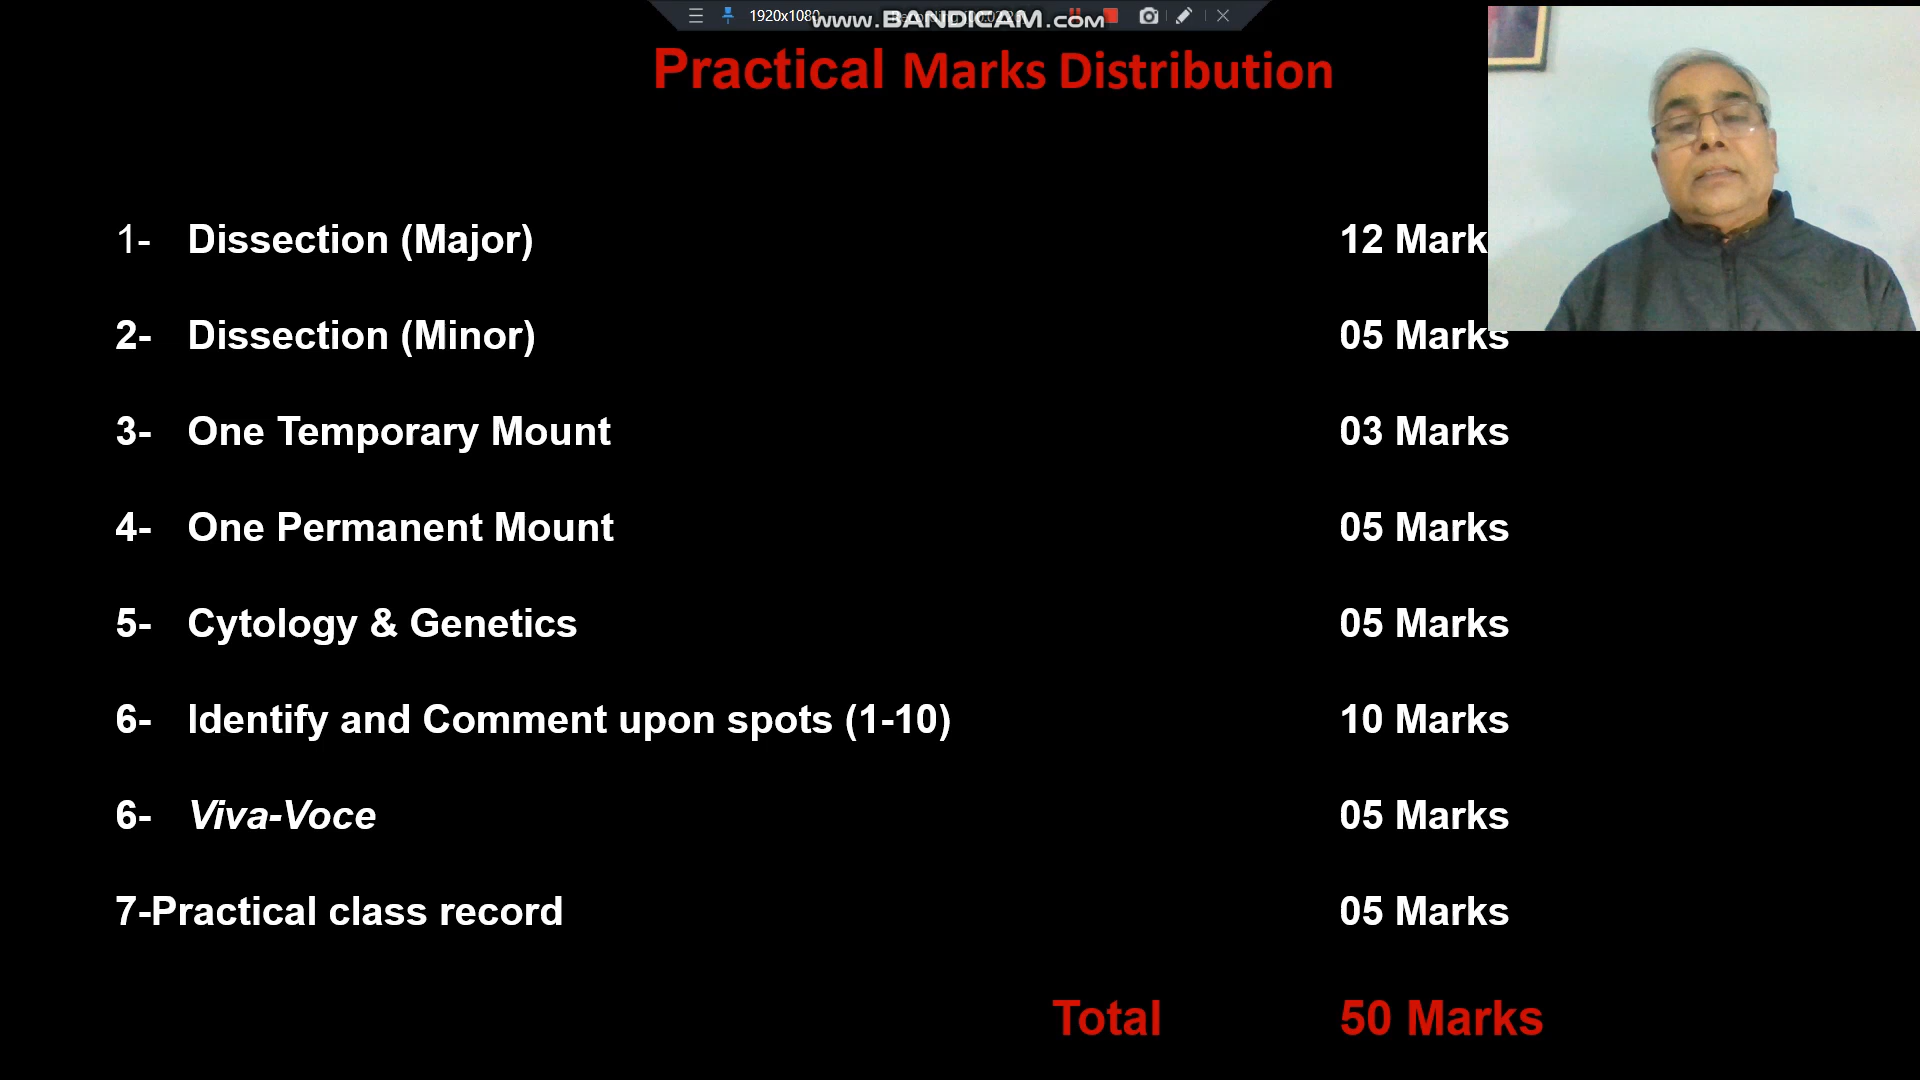 1920x1080
www.BANDICAM.com
Practical Marks Distribution
1- Dissection (Major) 12 Mark
2- Dissection (Minor) 05 Marks
3- One Temporary Mount 03 Marks
4- One Permanent Mount 05 Marks
5- Cytology & Genetics 05 Marks
6- Identify and Comment upon spots (1-10) 10 Marks
6- Viva-Voce 05 Marks
7-Practical class record 05 Marks
Total 50 Marks